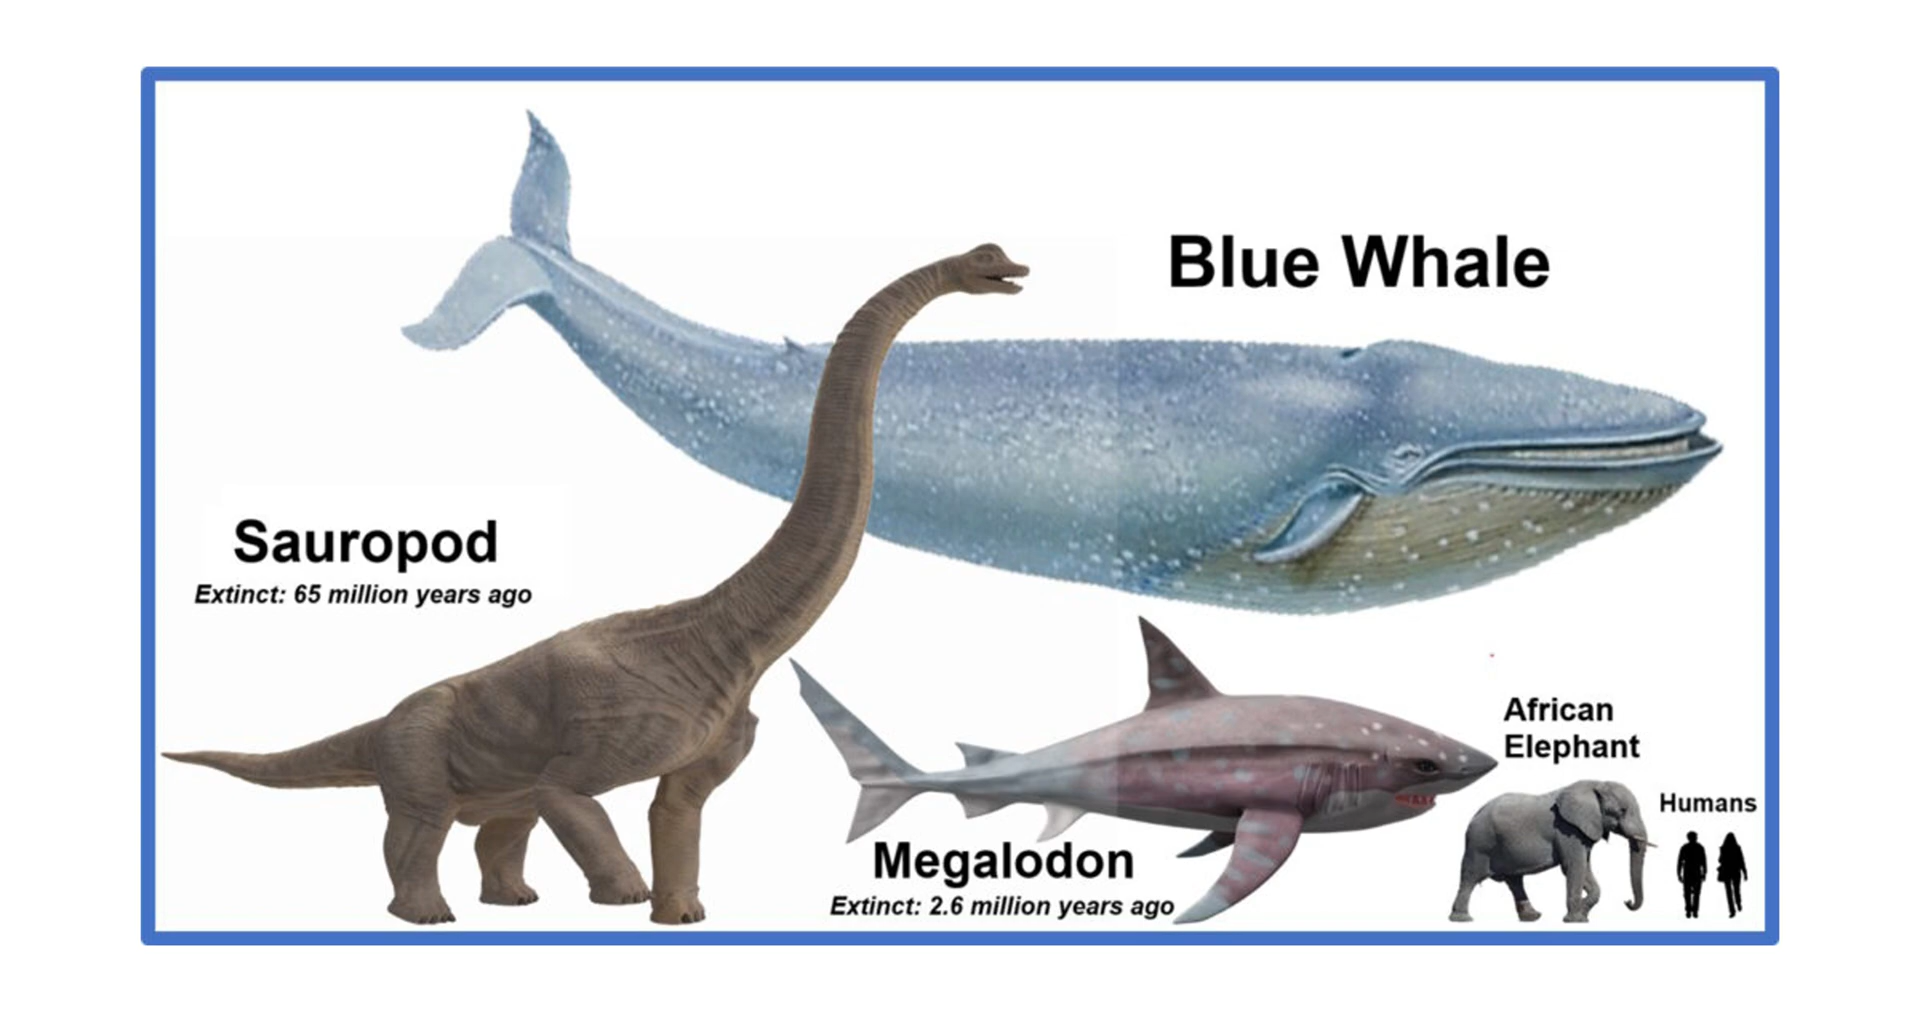 Blue Whale
Sauropod
Extinct: 65 million years ago
African
Elephant
Humans
Megalodon
Extinct: 2.6 million years ago